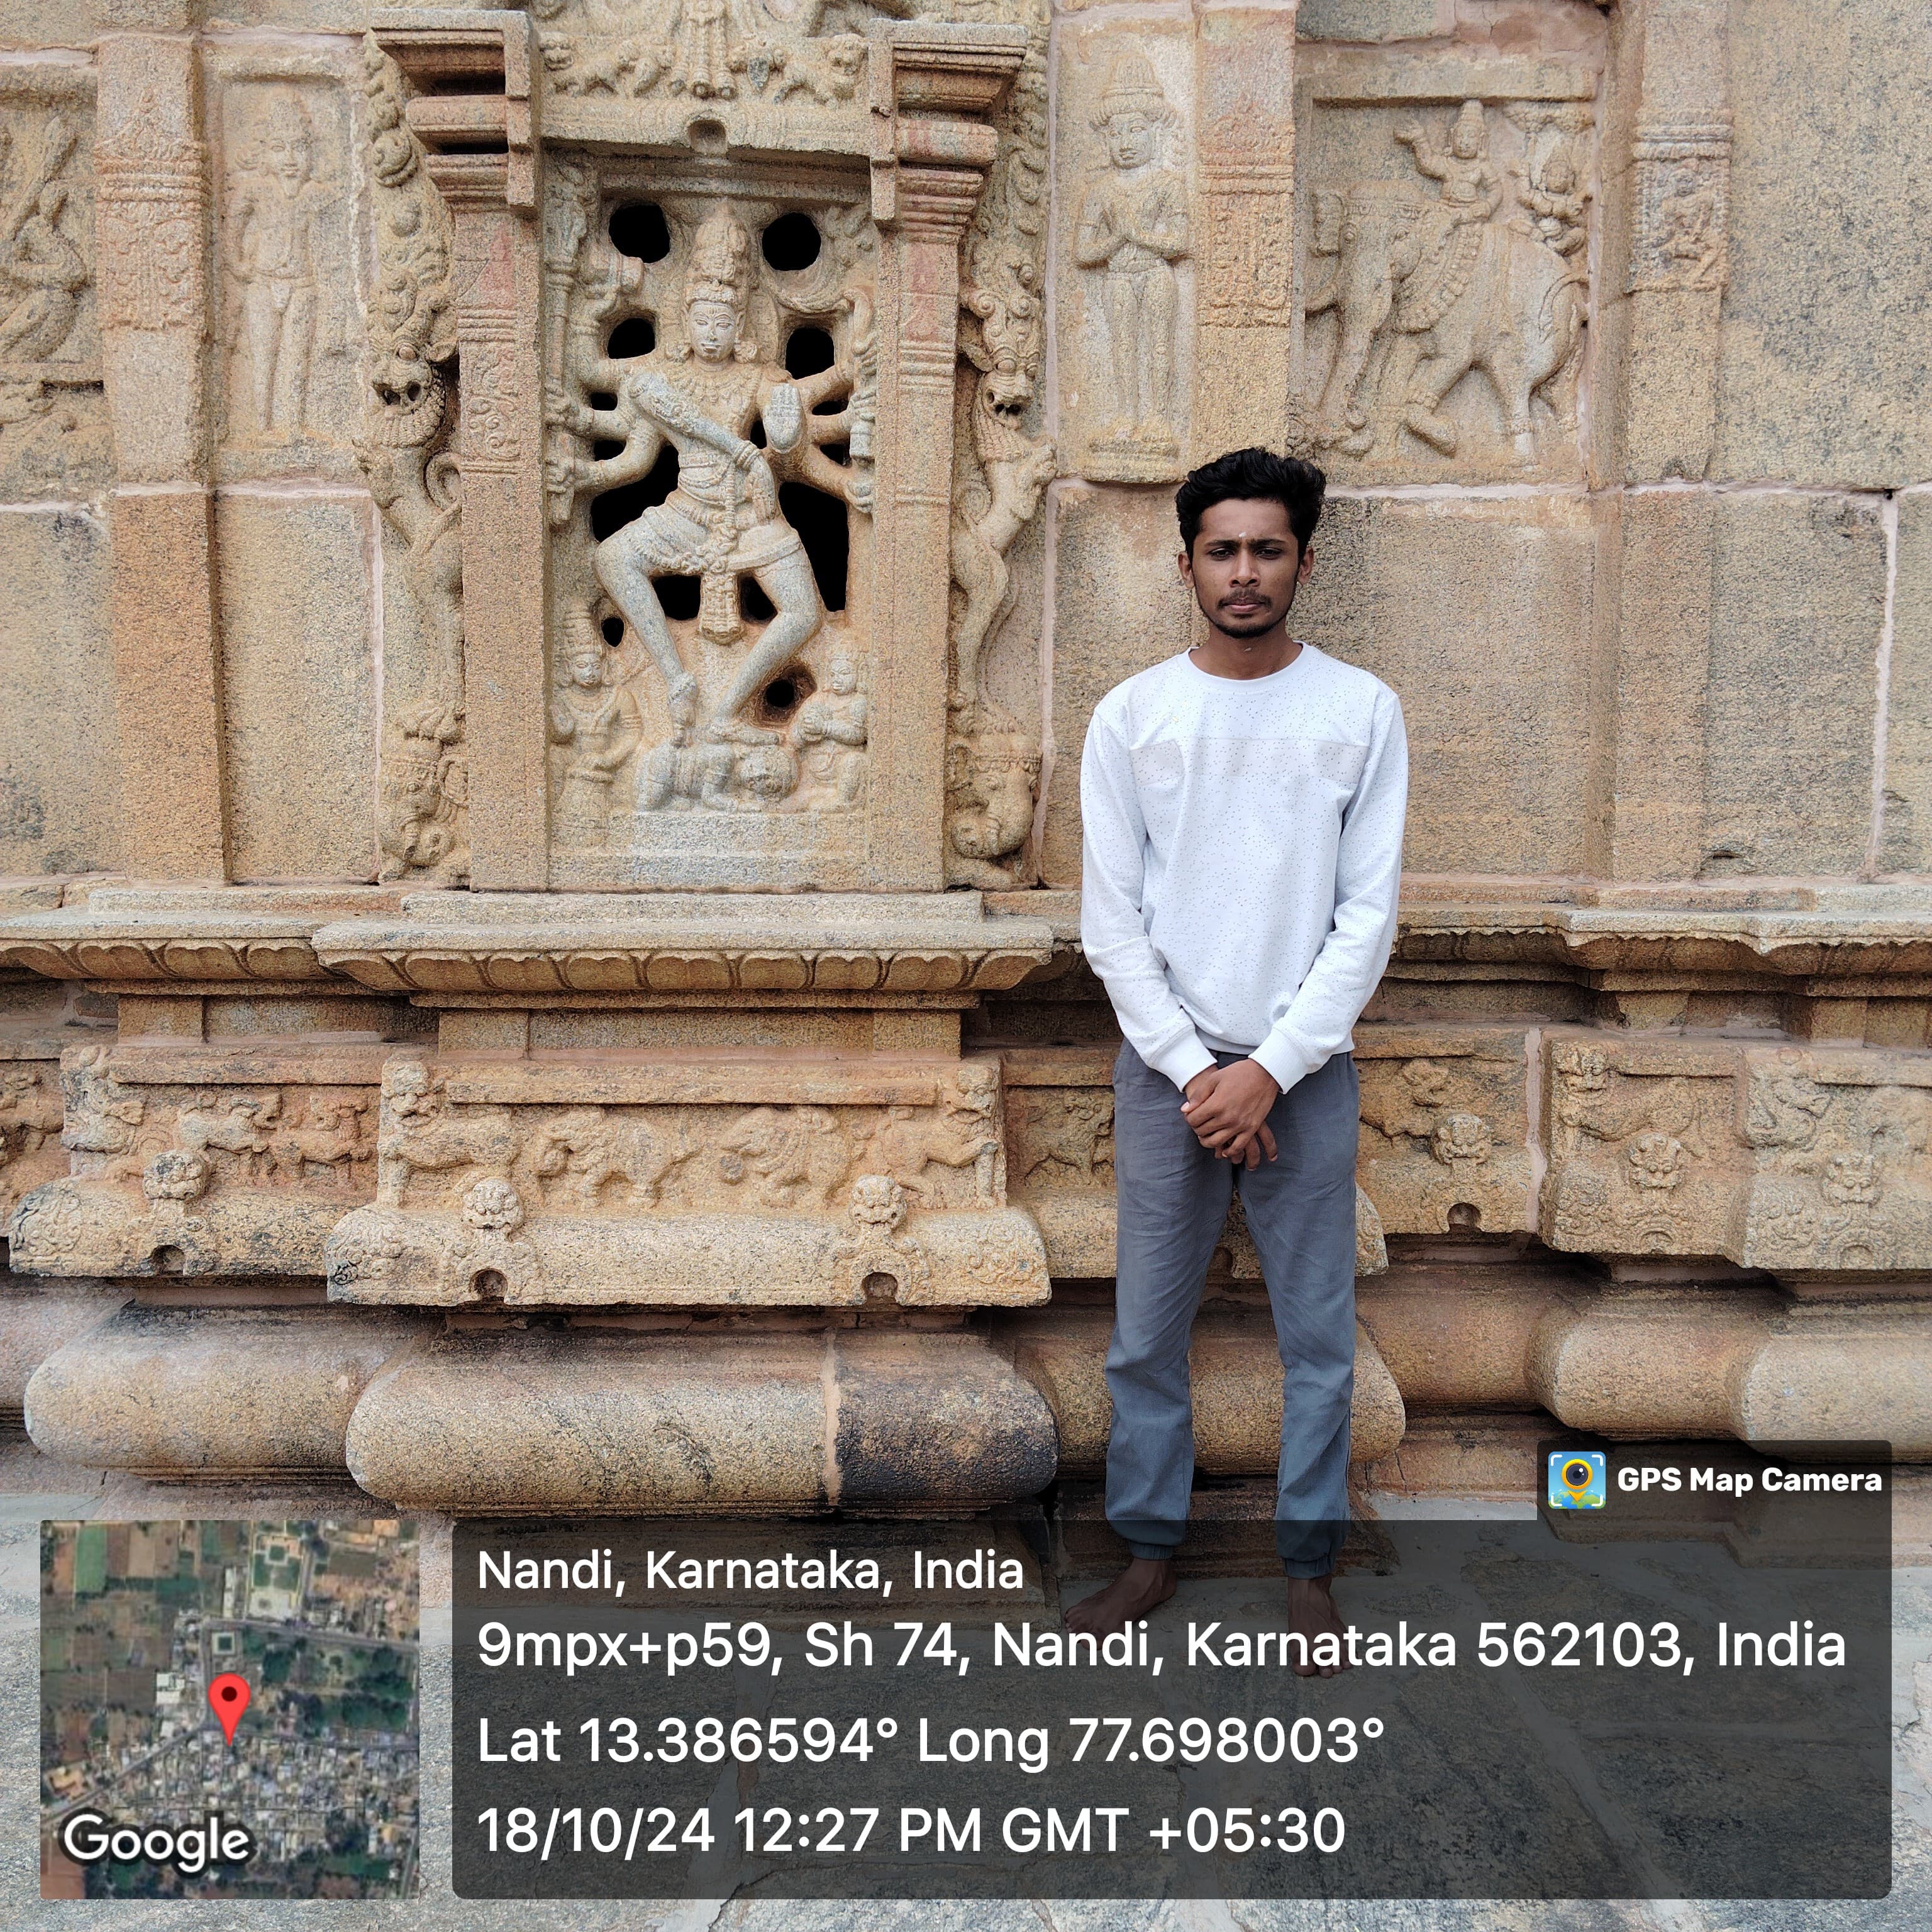 GPS Map Camera
Nandi, Karnataka, India
9mpx+p59, Sh 74, Nandi, Karnataka 562103, India
Lat 13.386594° Long 77.698003°
18/10/24 12:27 PM GMT +05:30
Google